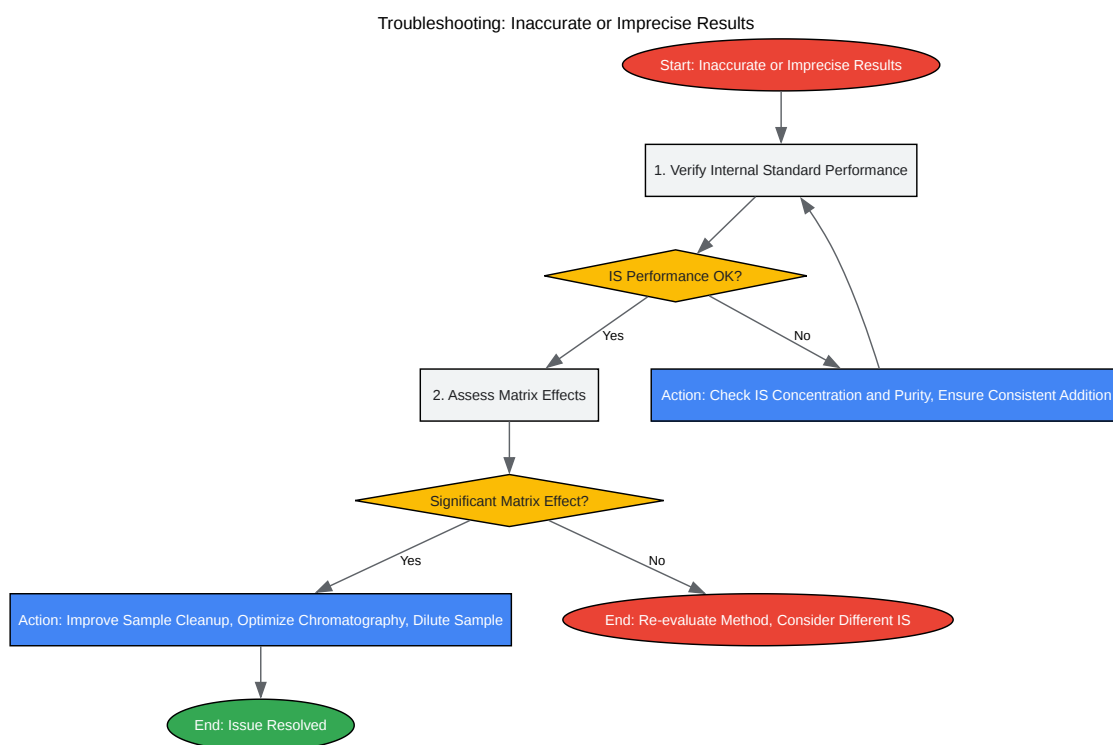 Troubleshooting: Inaccurate or Imprecise Results
Start: Inaccurate or Imprecise Results
1. Verify Internal Standard Performance
IS Performance OK?
Yes
No
2. Assess Matrix Effects
Action: Check IS Concentration and Purity, Ensure Consistent Addition
Significant Matrix Effect?
Yes
No
Action: Improve Sample Cleanup, Optimize Chromatography, Dilute Sample
End: Re-evaluate Method, Consider Different IS
End: Issue Resolved